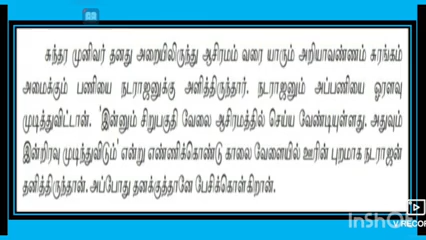 சுந்தர முனிவர் தனது அறையிலிருந்து ஆசிரமம் வரை யாரும் அறியாவண்ணம் சுரங்கம்
அமைக்கும் பணியை நடராஜனுக்கு அளித்திருந்தார். நடராஜனும் அப்பணியை ஓரளவு
முடித்துவிட்டான். 'இன்னும் சிறுபகுதி வேலை ஆசிரமத்தில் செய்ய வேண்டியுள்ளது. அதுவும்
இன்றிரவு முடிந்துவிடும்' என்று எண்ணிக்கொண்டு காலை வேளையில் ஊரின் புறமாக நடராஜன்
தனித்திருந்தான். அப்போது தனக்குத்தானே பேசிக்கொள்கிறான்.
InShOt
V RECOR